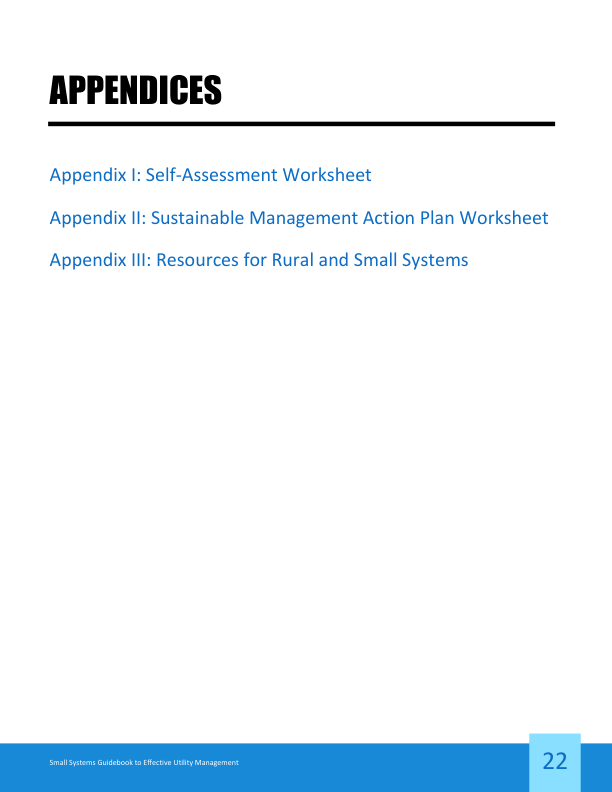 APPENDICES
Appendix I: Self-Assessment Worksheet
Appendix II: Sustainable Management Action Plan Worksheet
Appendix III: Resources for Rural and Small Systems
Small Systems Guidebook to Effective Utility Management
22